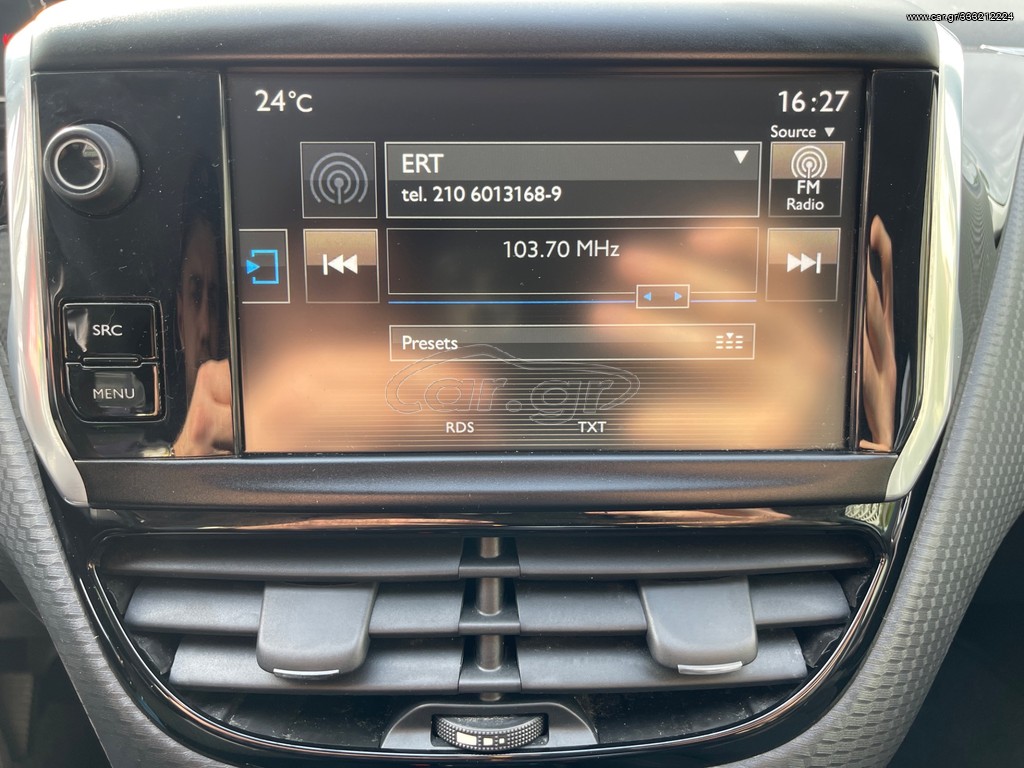 www.car.gr/333212224
24°C
16:27
Source ▼
ERT
tel. 210 6013168-9
FM
Radio
103.70 MHz
SRC
Presets
MENU
car.gr
RDS TXT